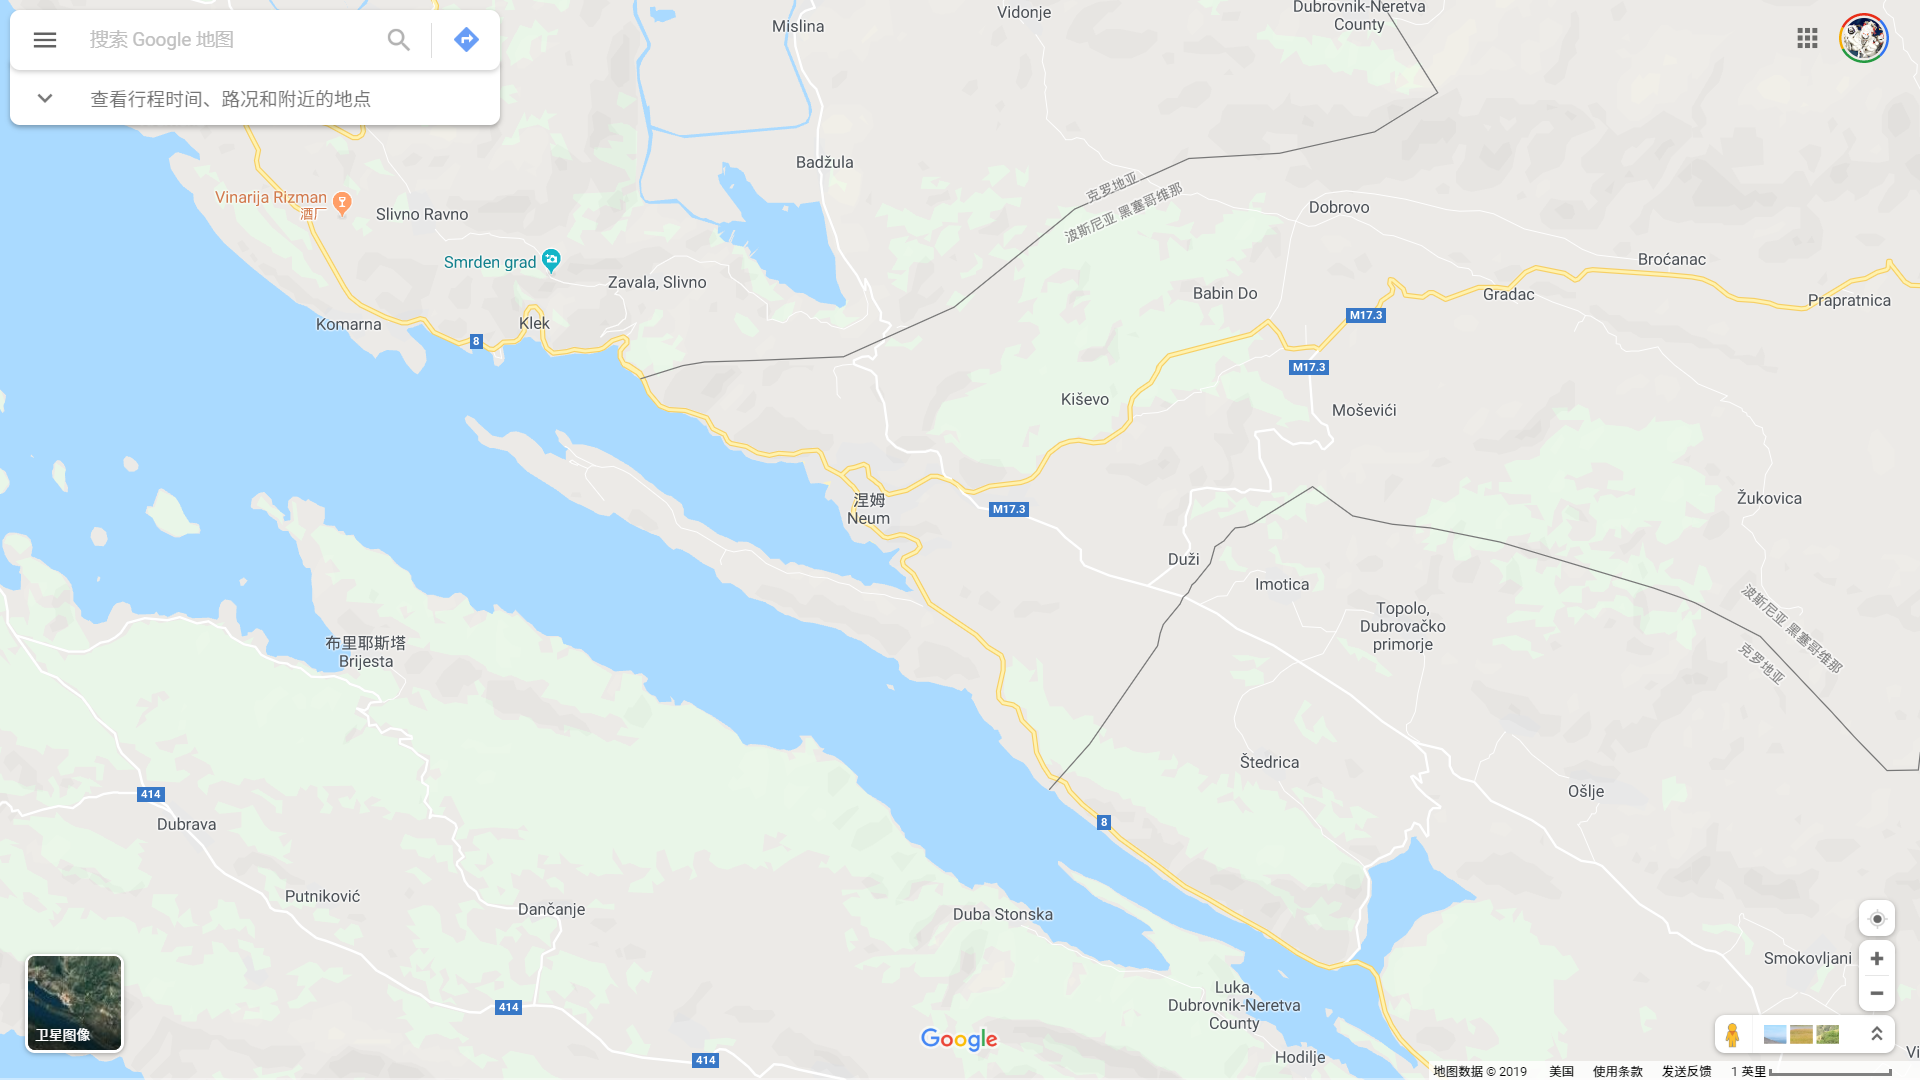 搜索 Google 地图
查看行程时间、路况和附近的地点
Mislina
Vidonje
Dubrovnik-Neretva
County
Badžula
克罗地亚
波斯尼亚 黑塞哥维那
Vinarija Rizman
酒厂
Slivno Ravno
Dobrovo
Smrden grad
Zavala, Slivno
Broćanac
Babin Do
Gradac
Prapratnica
M17.3
Komarna
Klek
8
M17.3
Kiševo
Moševići
涅姆
Neum
M17.3
Žukovica
Duži
Imotica
Topolo,
Dubrovačko
primorje
波斯尼亚 黑塞哥维那
克罗地亚
布里耶斯塔
Brijesta
Štedrica
Ošlje
414
Dubrava
8
Putniković
Dančanje
Duba Stonska
Smokovljani
Luka,
Dubrovnik-Neretva
County
414
卫星图像
Google
Hodilje
414
Vi
地图数据 © 2019 美国 使用条款 发送反馈 1 英里